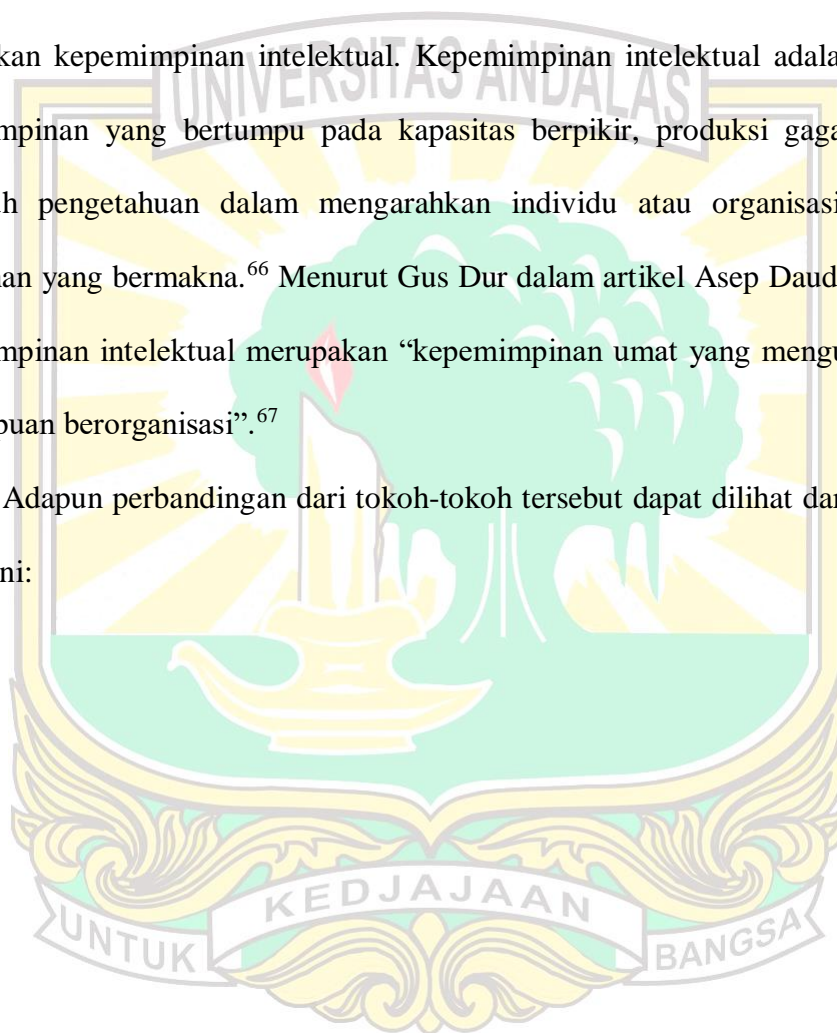 UNIVERSITAS ANDALAS
kan kepemimpinan intelektual. Kepemimpinan intelektual adala
mpinan yang bertumpu pada kapasitas berpikir, produksi gaga
h pengetahuan dalam mengarahkan individu atau organisasi
an yang bermakna.66 Menurut Gus Dur dalam artikel Asep Daud
mpinan intelektual merupakan “kepemimpinan umat yang mengu
puan berorganisasi”.67
Adapun perbandingan dari tokoh-tokoh tersebut dapat dilihat dar
ni:
UNTUK KEDJAJAAN BANGSA